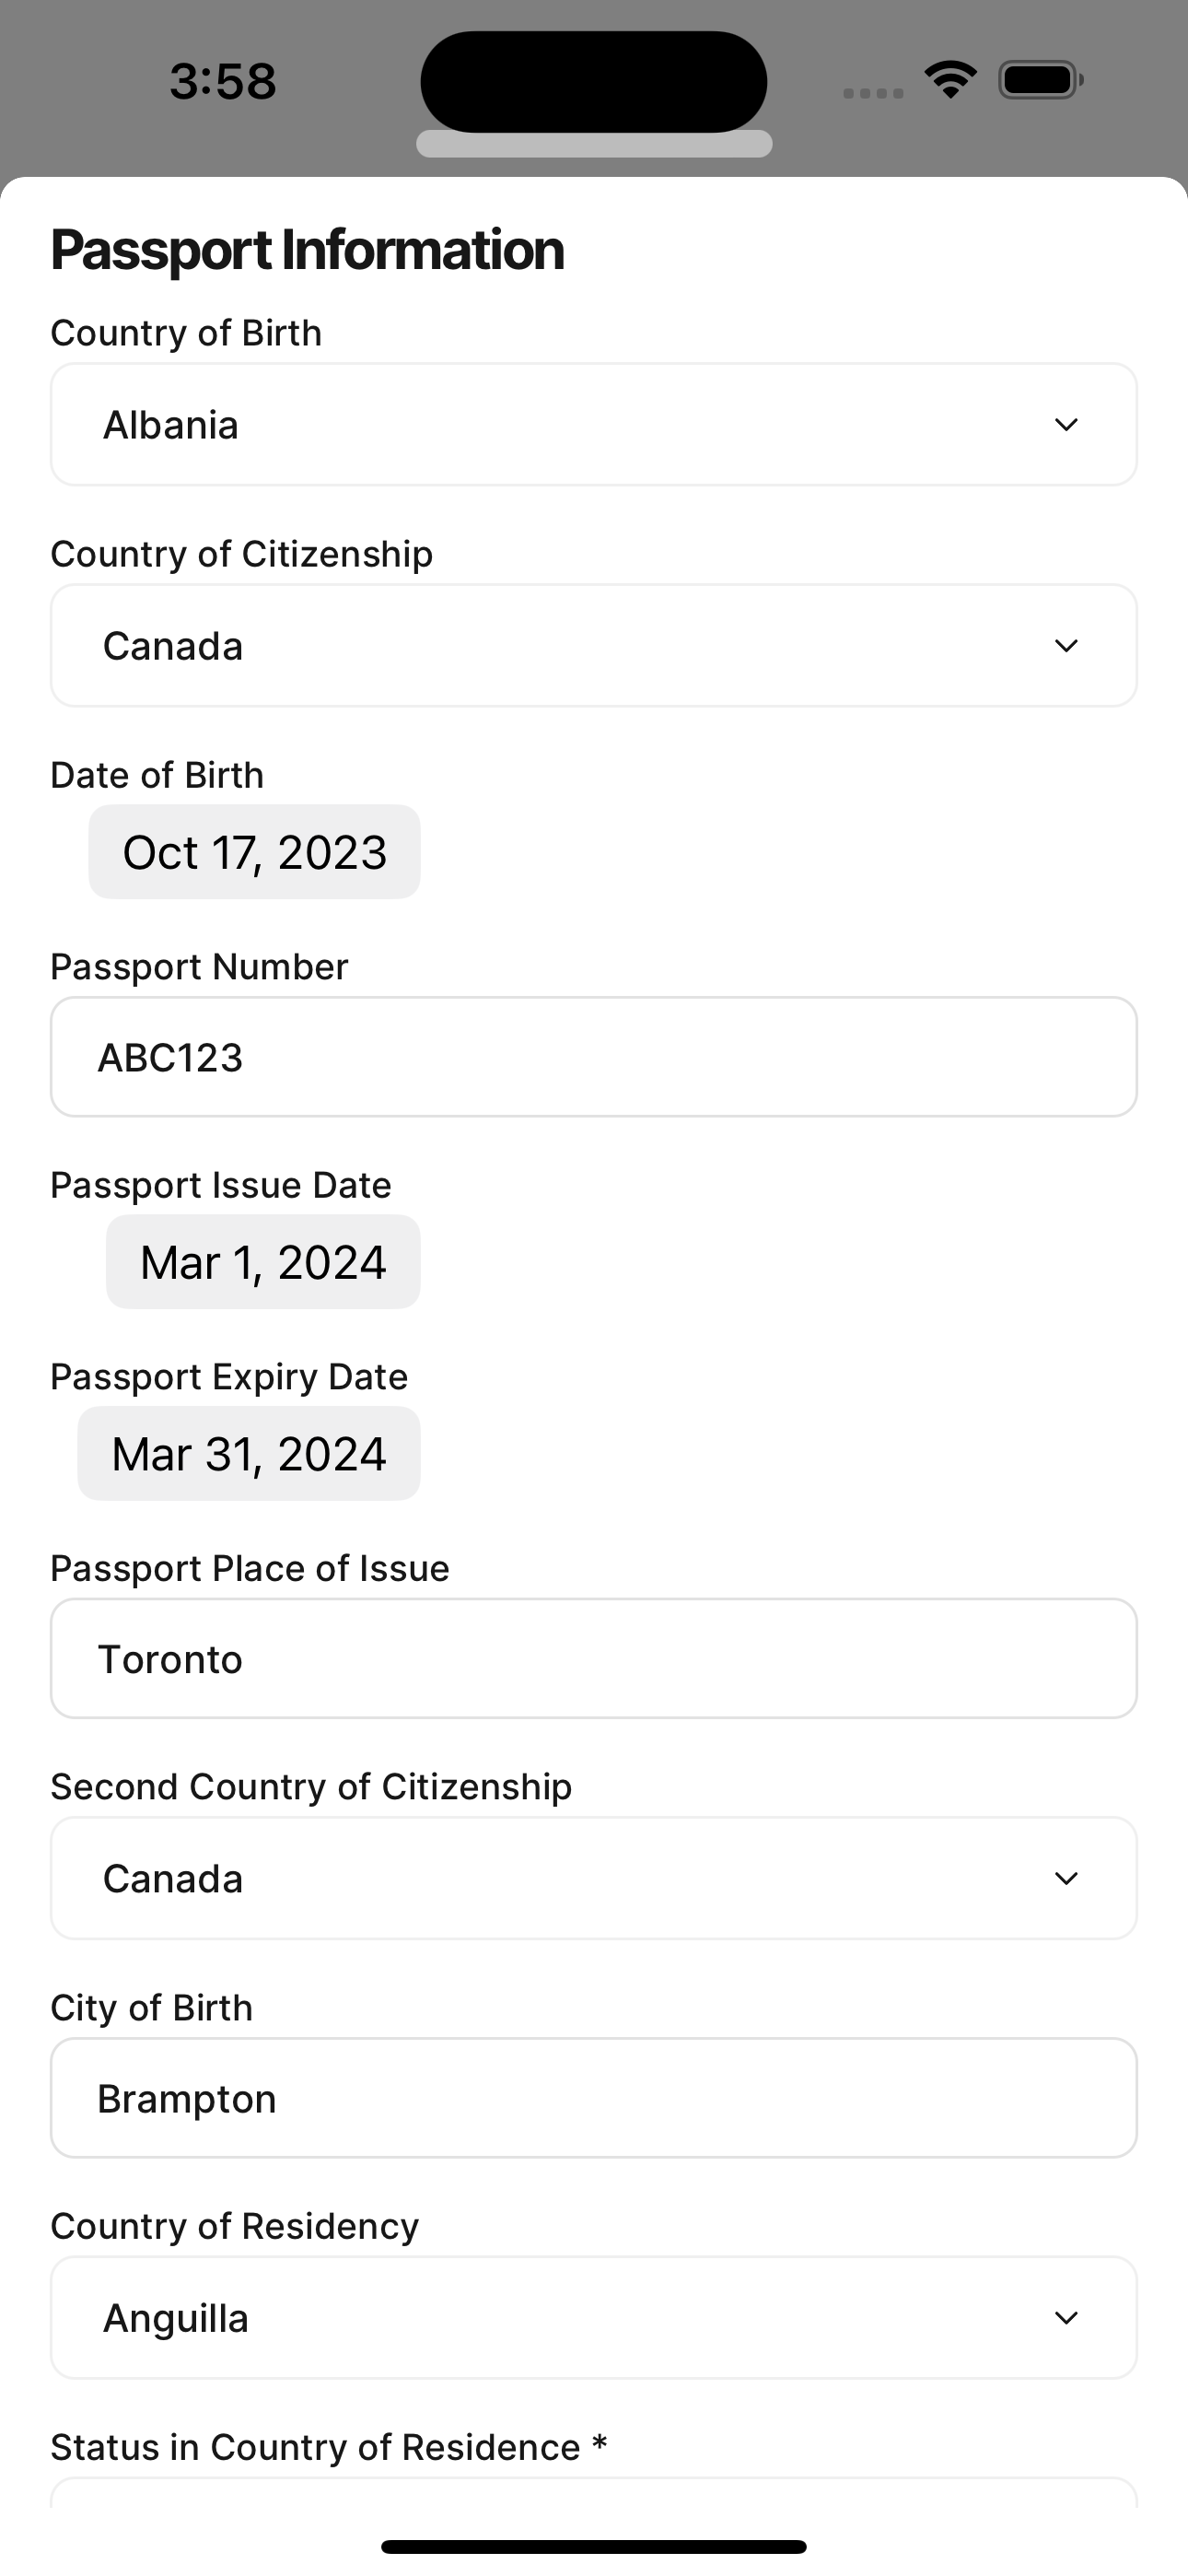 3:58
Passport Information
Country of Birth
Albania
Country of Citizenship
Canada
Date of Birth
Oct 17, 2023
Passport Number
ABC123
Passport Issue Date
Mar 1, 2024
Passport Expiry Date
Mar 31, 2024
Passport Place of Issue
Toronto
Second Country of Citizenship
Canada
City of Birth
Brampton
Country of Residency
Anguilla
Status in Country of Residence *